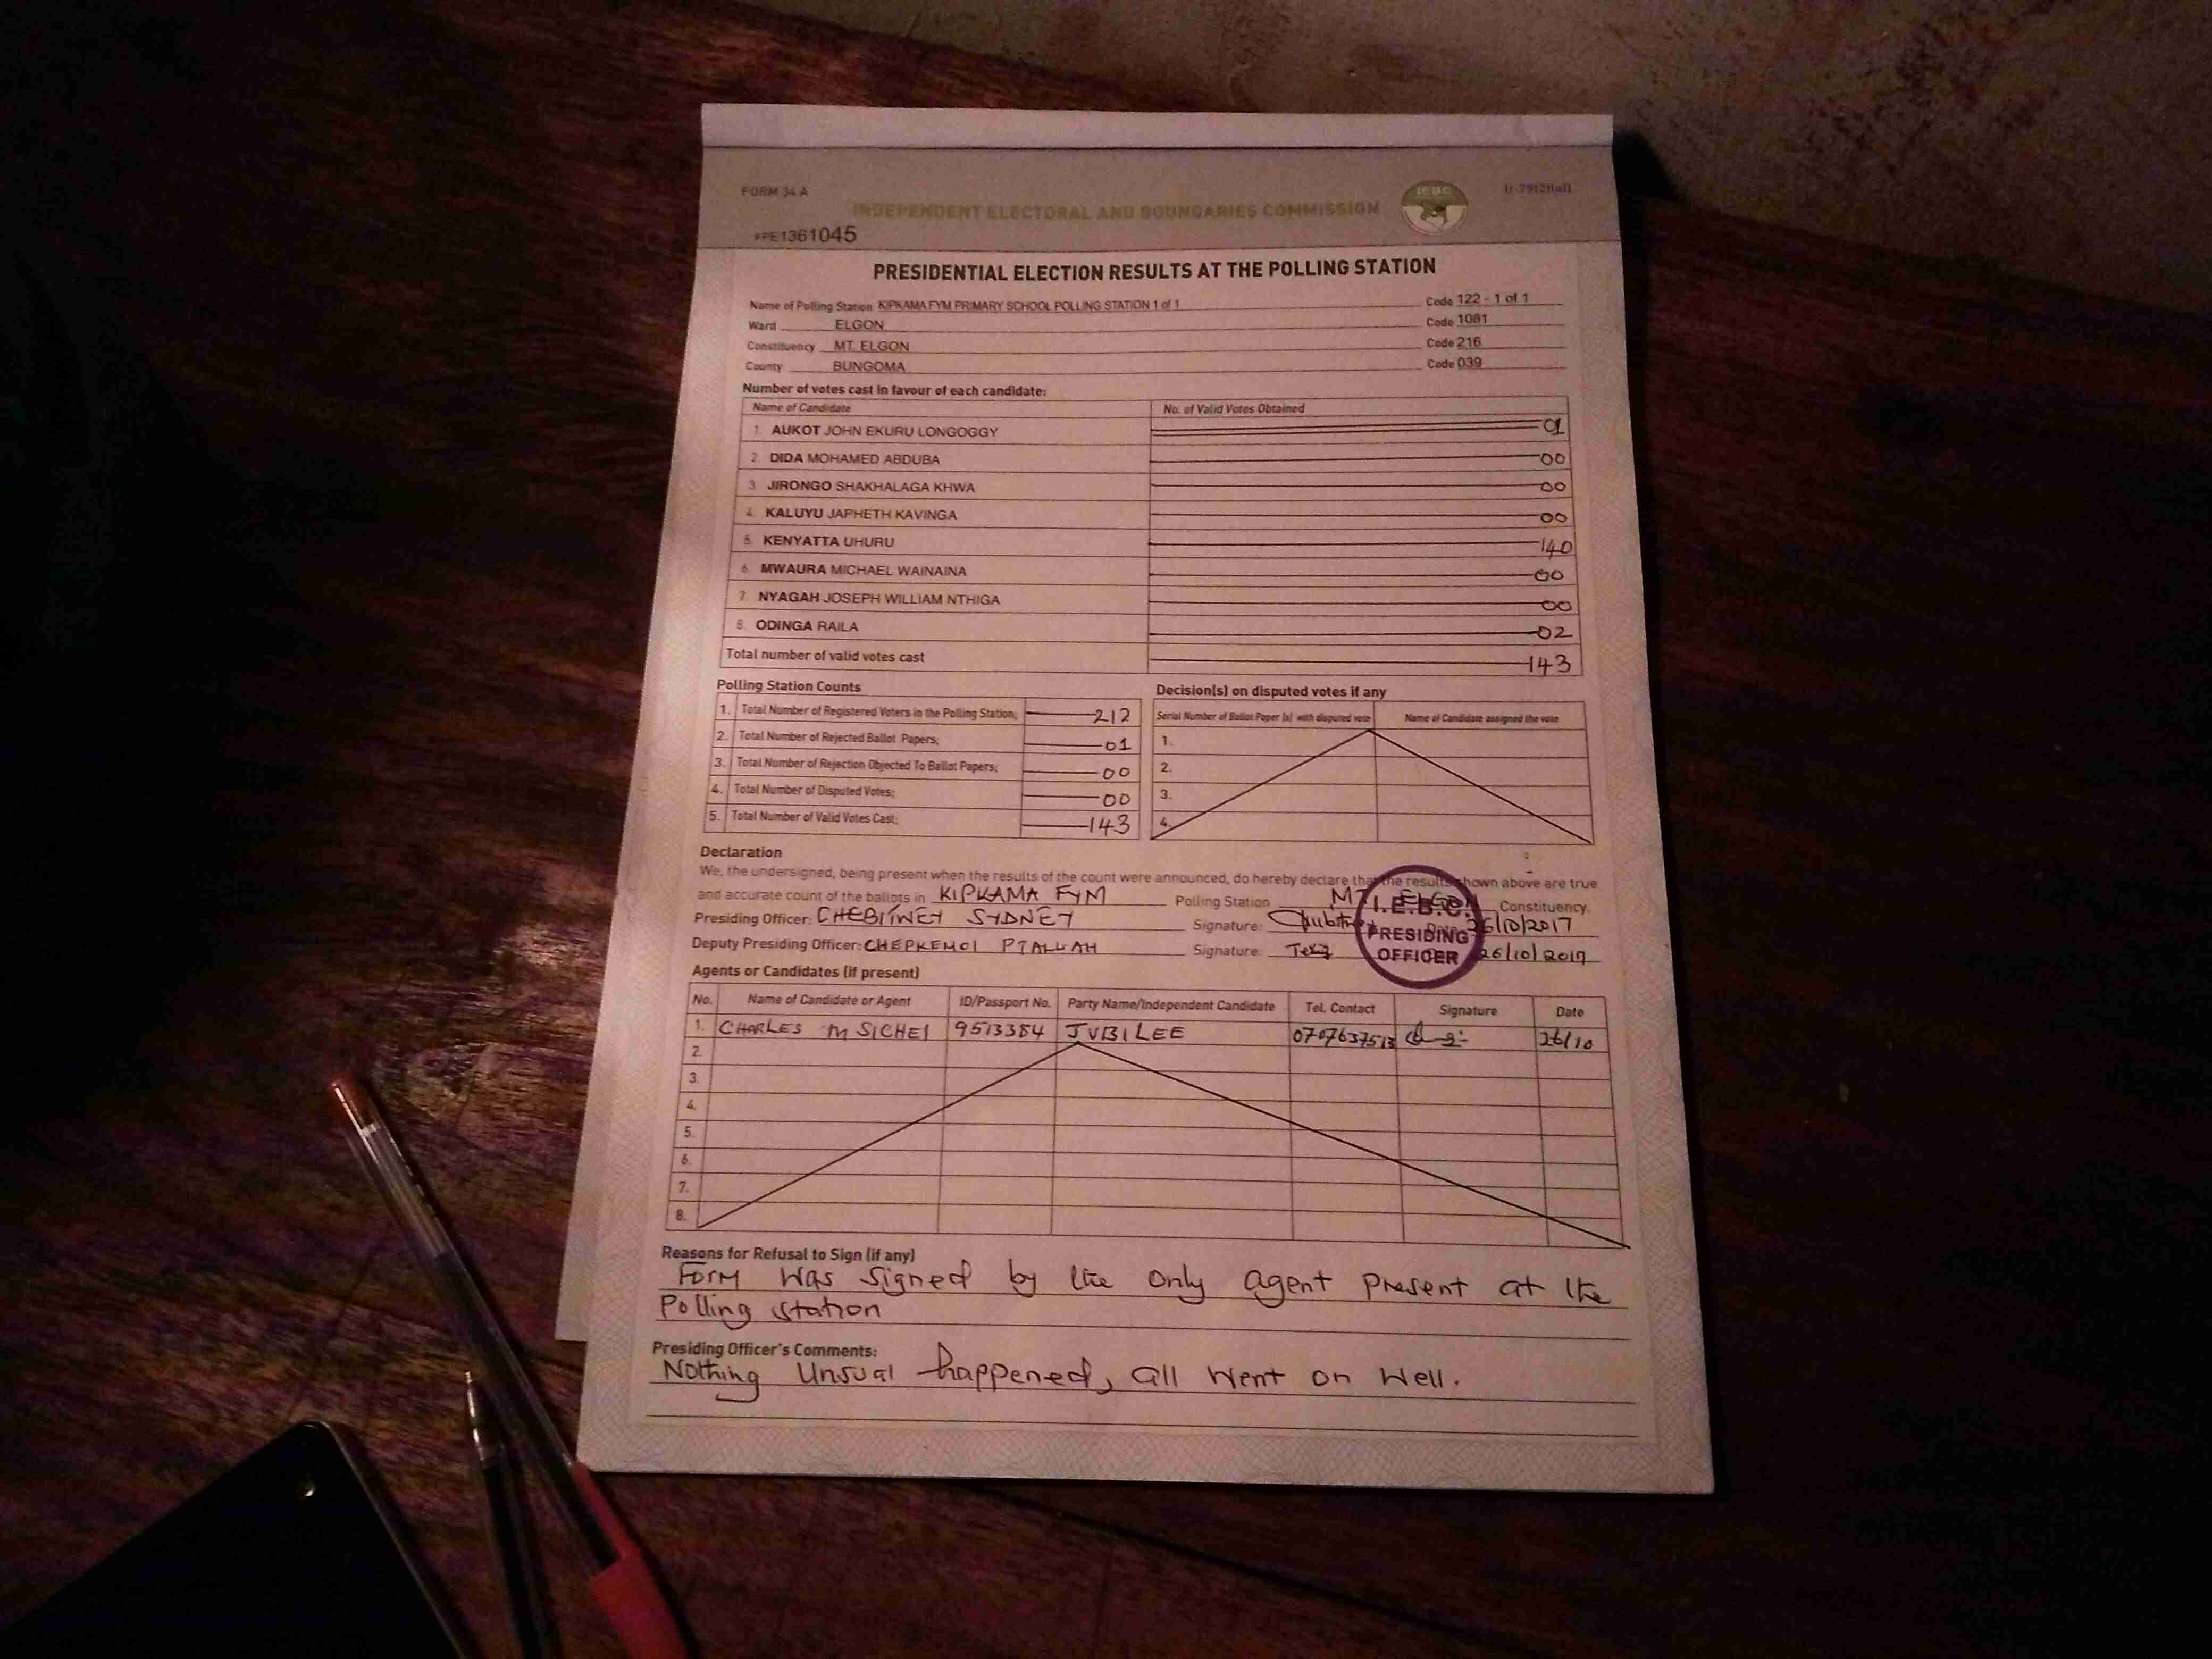 FORM 34 A
INDEPENDENT ELECTORAL AND BOUNDARIES COMMISSION
IEBC
1361045
PRESIDENTIAL ELECTION RESULTS AT THE POLLING STATION
Name of Polling Station KIPKAMA FYM PRIMARY SCHOOL POLLING STATION 1 of 1 Code 122 - 1 of 1
Ward ELGON Code 1081
Constituency MT. ELGON Code 216
County BUNGOMA Code 039
Number of votes cast in favour of each candidate:
Name of Candidate No. of Valid Votes Obtained
1. AUKOT JOHN EKURU LONGOGGY 01
2. DIDA MOHAMED ABDUBA 00
3. JIRONGO SHAKHALAGA KHWA 00
4. KALUYU JAPHETH KAVINGA 00
5. KENYATTA UHURU 140
6. MWAURA MICHAEL WAINAINA 00
7. NYAGAH JOSEPH WILLIAM NTHIGA 00
8. ODINGA RAILA 02
Total number of valid votes cast 143
Polling Station Counts
1. Total Number of Registered Voters in the Polling Station; 212
2. Total Number of Rejected Ballot Papers; 01
3. Total Number of Rejection Objected To Ballot Papers; 00
4. Total Number of Disputed Votes; 00
5. Total Number of Valid Votes Cast; 143
Decision(s) on disputed votes if any
Serial Number of Ballot Paper (s) with disputed vote Name of Candidate assigned the vote
1.
2.
3.
4.
Declaration
We, the undersigned, being present when the results of the count were announced, do hereby declare that the results shown above are true
and accurate count of the ballots in KIPKAMA FYM Polling Station MT. ELGON Constituency.
Presiding Officer: CHEBITWEY SYDNEY Signature: Date 26/10/2017
Deputy Presiding Officer: CHEPKEMOI Signature: 26/10/2017
I.E.B.C.
PRESIDING
OFFICER
Agents or Candidates (if present)
No. Name of Candidate or Agent ID/Passport No. Party Name/Independent Candidate Tel. Contact Signature Date
1. CHARLES M SICHEI 9513384 JUBILEE 0707637513 26/10
2.
3.
4.
5.
6.
7.
8.
Reasons for Refusal to Sign (if any)
Form was signed by the only agent present at the
Polling station
Presiding Officer's Comments:
Nothing Unsual happened, all went on well.